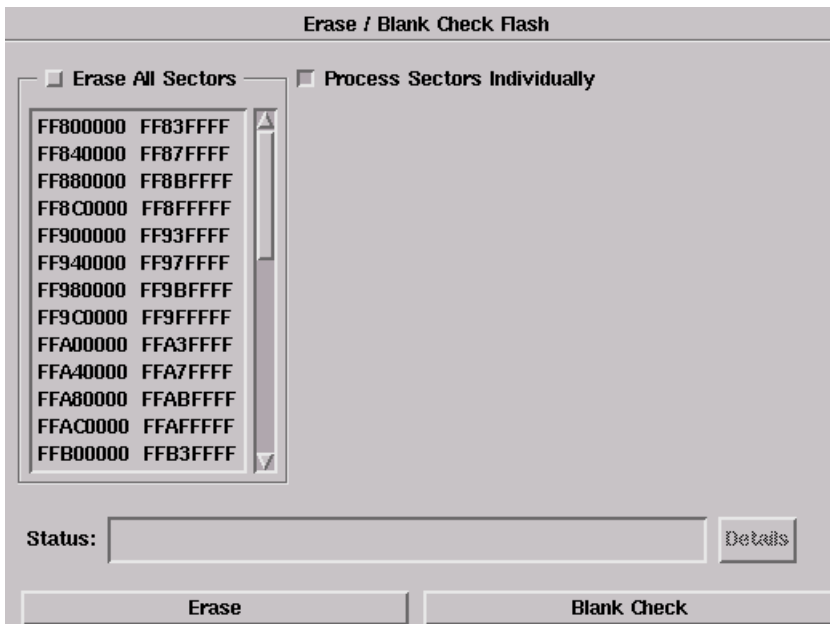 Erase / Blank Check Flash
Erase All Sectors
Process Sectors Individually
FF800000 FF83FFFF
FF840000 FF87FFFF
FF880000 FF8BFFFF
FF8C0000 FF8FFFFF
FF900000 FF93FFFF
FF940000 FF97FFFF
FF980000 FF9BFFFF
FF9C0000 FF9FFFFF
FFA00000 FFA3FFFF
FFA40000 FFA7FFFF
FFA80000 FFABFFFF
FFAC0000 FFAFFFFF
FFB00000 FFB3FFFF
Status:
Details
Erase
Blank Check